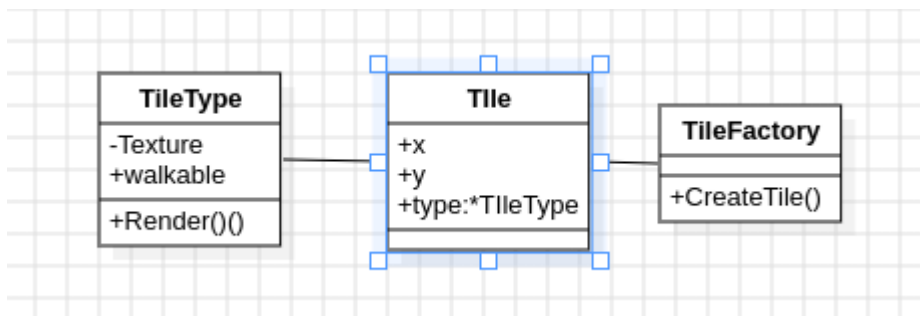 TileType
-Texture
+walkable
+Render()()
TIle
+x
+y
+type:*TIleType
TileFactory
+CreateTile()